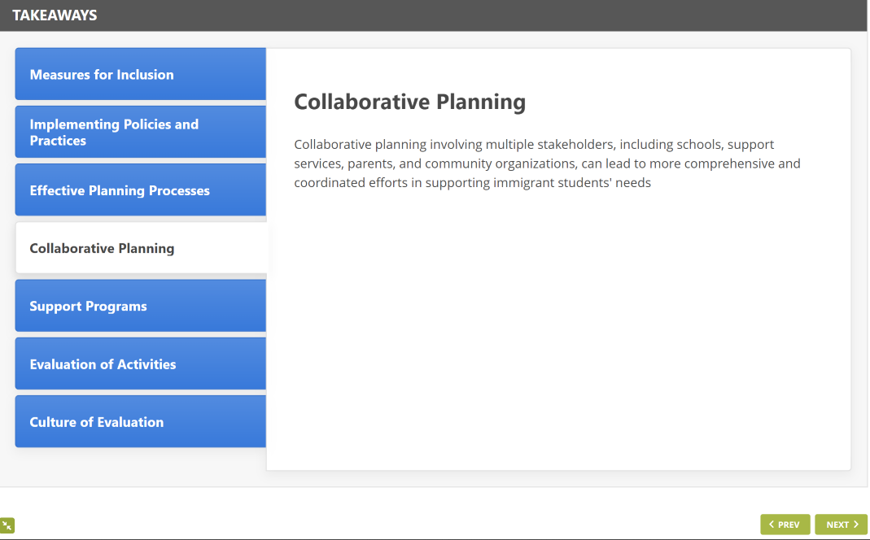 TAKEAWAYS
Measures for Inclusion
Implementing Policies and
Practices
Effective Planning Processes
Collaborative Planning
Support Programs
Evaluation of Activities
Culture of Evaluation
Collaborative Planning
Collaborative planning involving multiple stakeholders, including schools, support
services, parents, and community organizations, can lead to more comprehensive and
coordinated efforts in supporting immigrant students' needs
PREV
NEXT